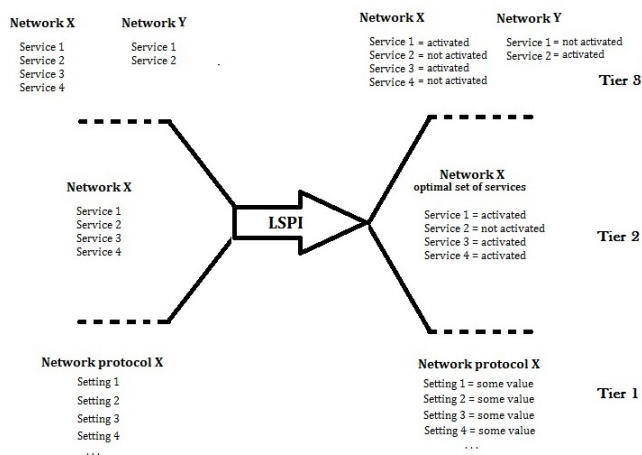 Network X
Service 1
Service 2
Service 3
Service 4
Network Y
Service 1
Service 2
Network X
Service 1 = activated
Service 2 = not activated
Service 3 = activated
Service 4 = not activated
Network Y
Service 1 = not activated
Service 2 = activated
Tier 3
Network X
Service 1
Service 2
Service 3
Service 4
LSPI
Network X
optimal set of services
Service 1 = activated
Service 2 = not activated
Service 3 = activated
Service 4 = activated
Tier 2
Network protocol X
Setting 1
Setting 2
Setting 3
Setting 4
...
Network protocol X
Setting 1 = some value
Setting 2 = some value
Setting 3 = some value
Setting 4 = some value
...
Tier 1